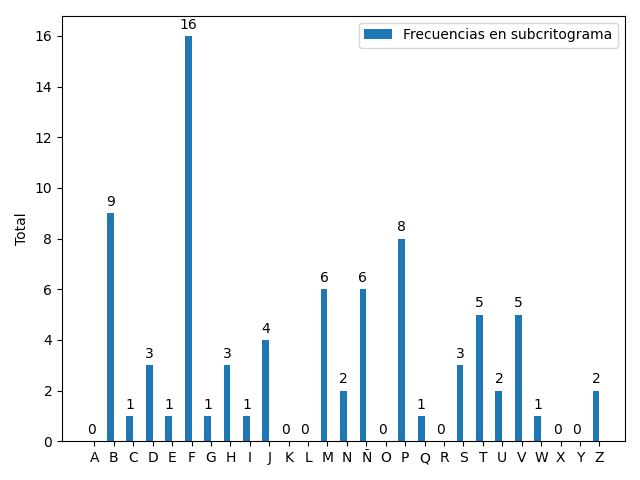 Frecuencias en subcritograma
Total
16
14
12
10
8
6
4
2
0
0 9 1 3 1 16 1 3 1 4 0 0 6 2 6 0 8 1 0 3 5 2 5 1 0 0 2
A B C D E F G H I J K L M N Ñ O P Q R S T U V W X Y Z